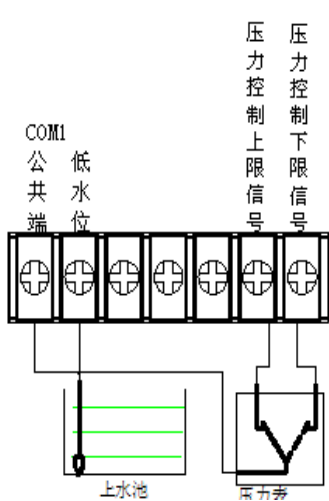 COM1
公共端
低水位
压力控制上限信号
压力控制下限信号
上水池
压力表